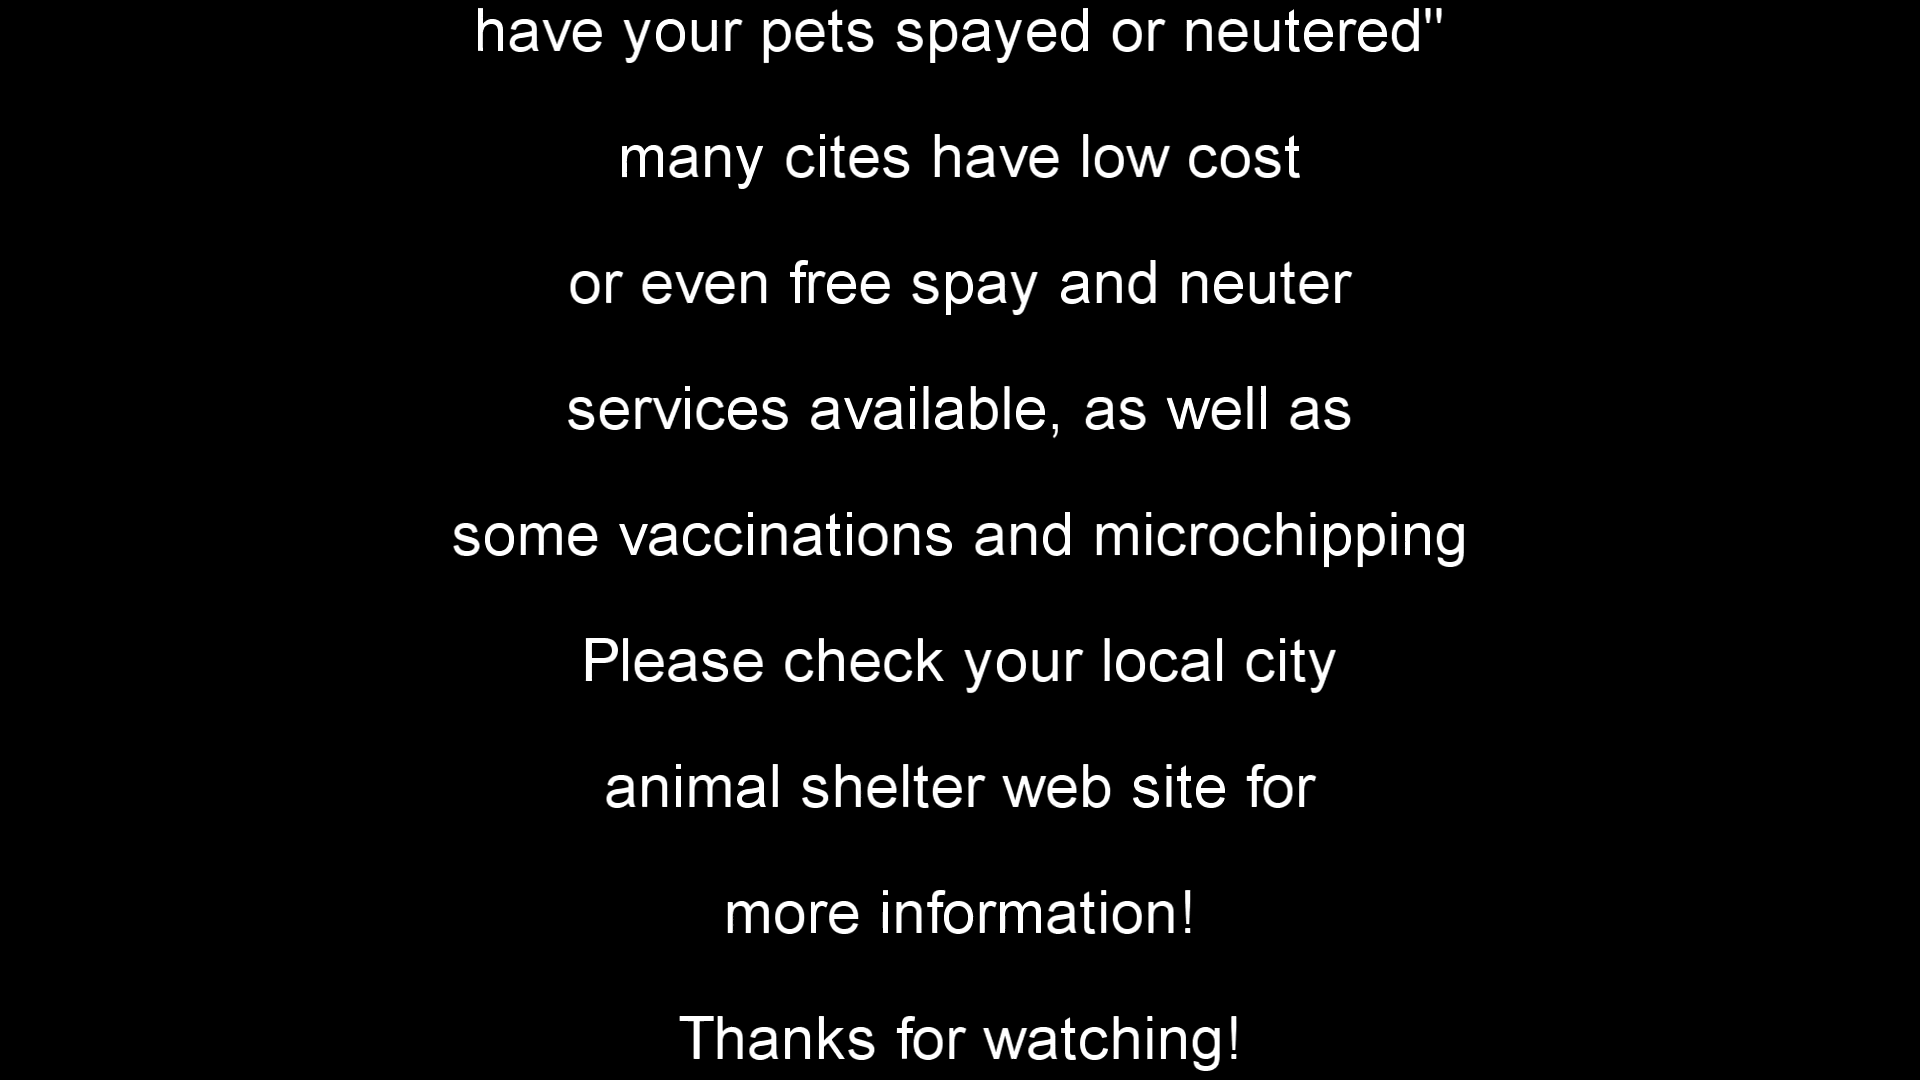 have your pets spayed or neutered"
many cites have low cost
or even free spay and neuter
services available, as well as
some vaccinations and microchipping
Please check your local city
animal shelter web site for
more information!
Thanks for watching!